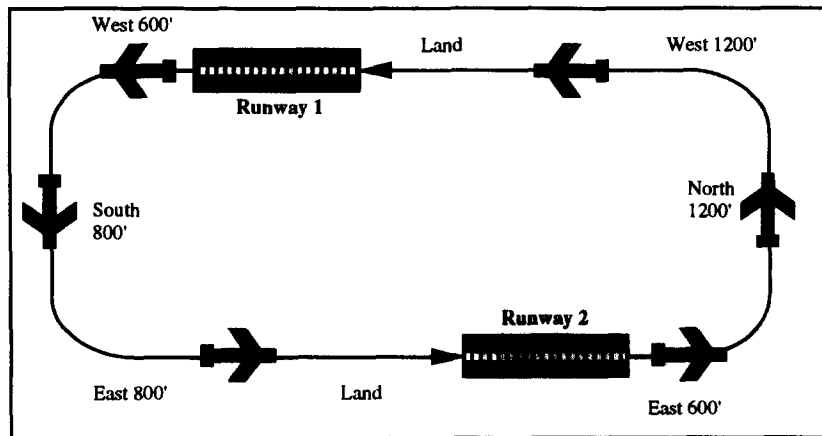 West 600'
Land
West 1200'
Runway 1
South
800'
North
1200'
Runway 2
East 800'
Land
East 600'